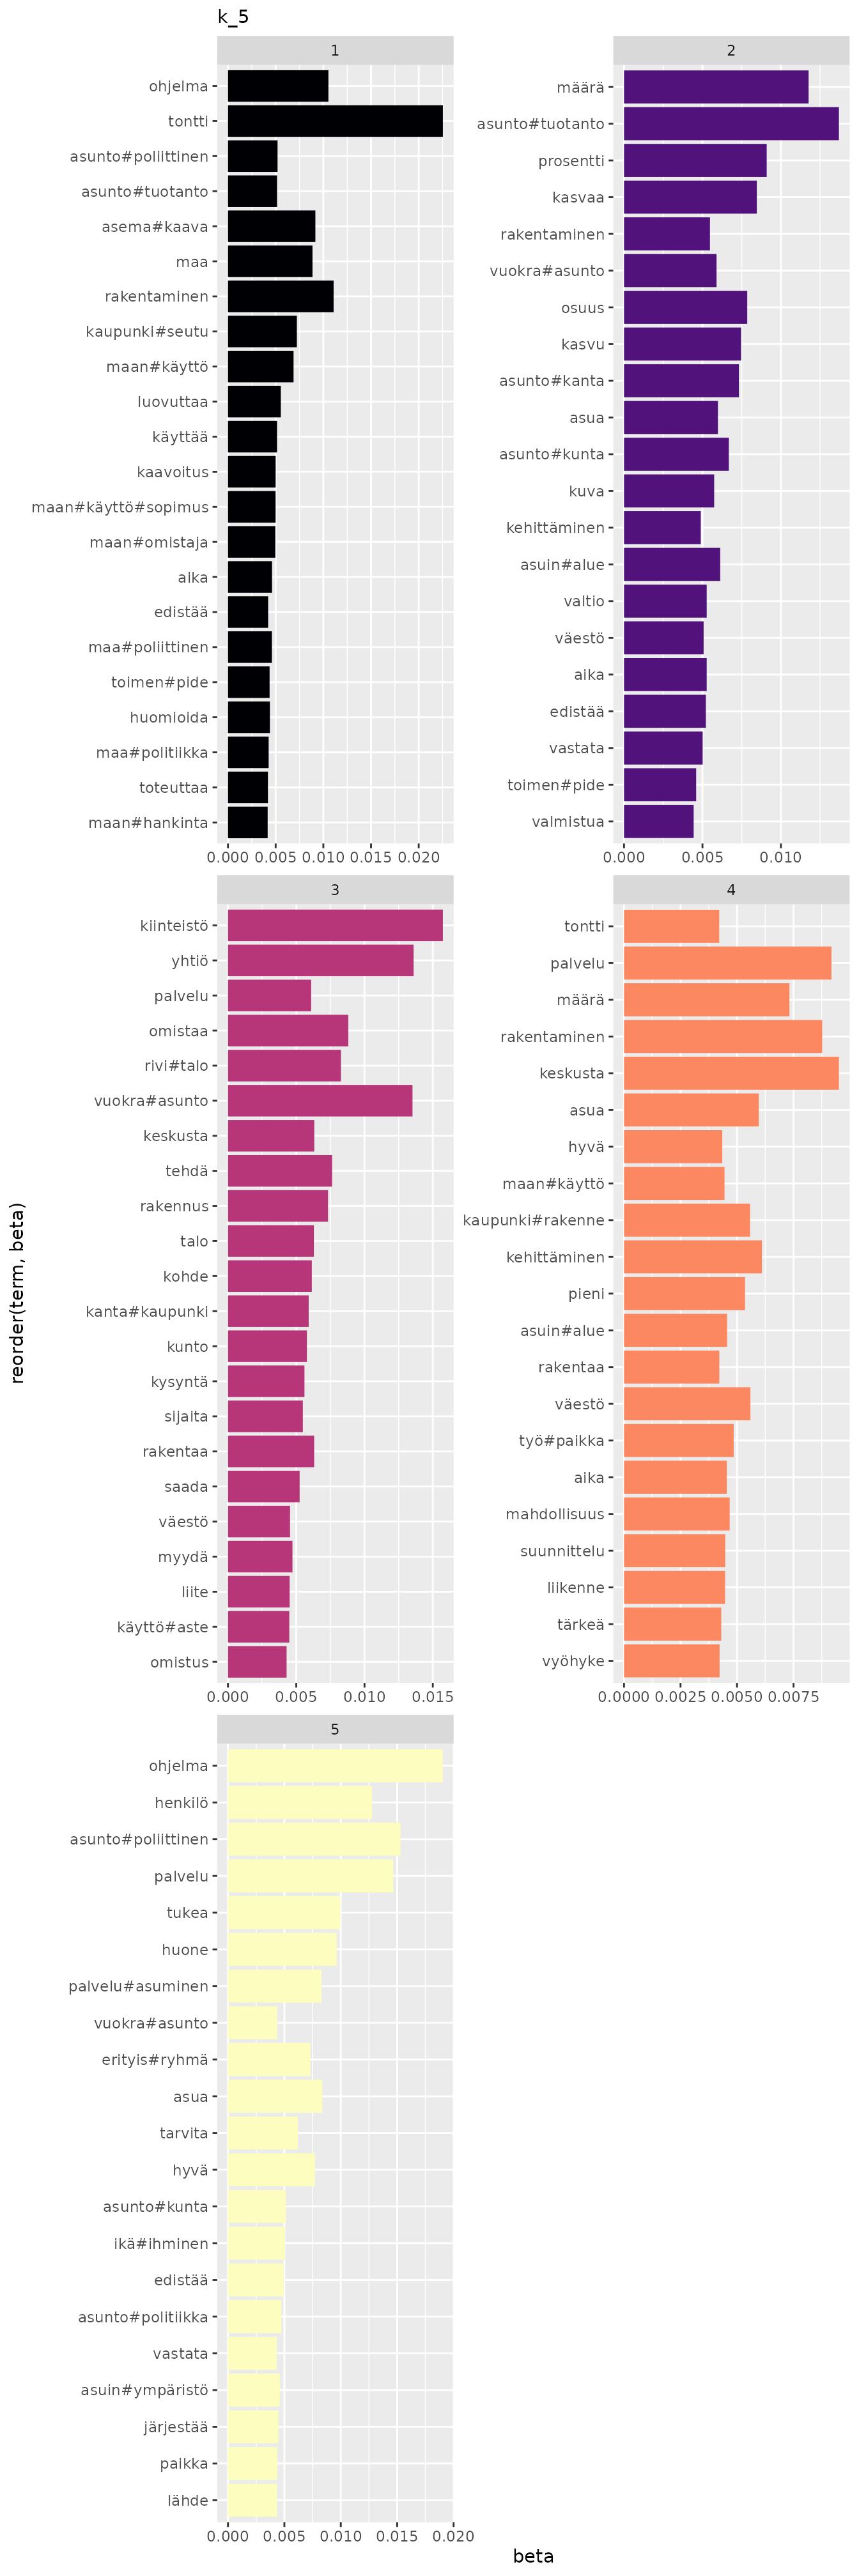 k_5
1
ohjelma
tontti
asunto#poliittinen
asunto#tuotanto
asema#kaava
maa
rakentaminen
kaupunki#seutu
maan#käyttö
luovuttaa
käyttää
kaavoitus
maan#käyttö#sopimus
maan#omistaja
aika
edistää
maa#poliittinen
toimen#pide
huomioida
maa#politiikka
toteuttaa
maan#hankinta
0.000 0.005 0.010 0.015 0.020
2
määrä
asunto#tuotanto
prosentti
kasvaa
rakentaminen
vuokra#asunto
osuus
kasvu
asunto#kanta
asua
asunto#kunta
kuva
kehittäminen
asuin#alue
valtio
väestö
aika
edistää
vastata
toimen#pide
valmistua
0.000 0.005 0.010
3
kiinteistö
yhtiö
palvelu
omistaa
rivi#talo
vuokra#asunto
keskusta
tehdä
rakennus
talo
kohde
kanta#kaupunki
kunto
kysyntä
sijaita
rakentaa
saada
väestö
myydä
liite
käyttö#aste
omistus
0.000 0.005 0.010 0.015
4
tontti
palvelu
määrä
rakentaminen
keskusta
asua
hyvä
maan#käyttö
kaupunki#rakenne
kehittäminen
pieni
asuin#alue
rakentaa
väestö
työ#paikka
aika
mahdollisuus
suunnittelu
liikenne
tärkeä
vyöhyke
0.0000 0.0025 0.0050 0.0075
5
ohjelma
henkilö
asunto#poliittinen
palvelu
tukea
huone
palvelu#asuminen
vuokra#asunto
erityis#ryhmä
asua
tarvita
hyvä
asunto#kunta
ikä#ihminen
edistää
asunto#politiikka
vastata
asuin#ympäristö
järjestää
paikka
lähde
0.000 0.005 0.010 0.015 0.020
reorder(term, beta)
beta